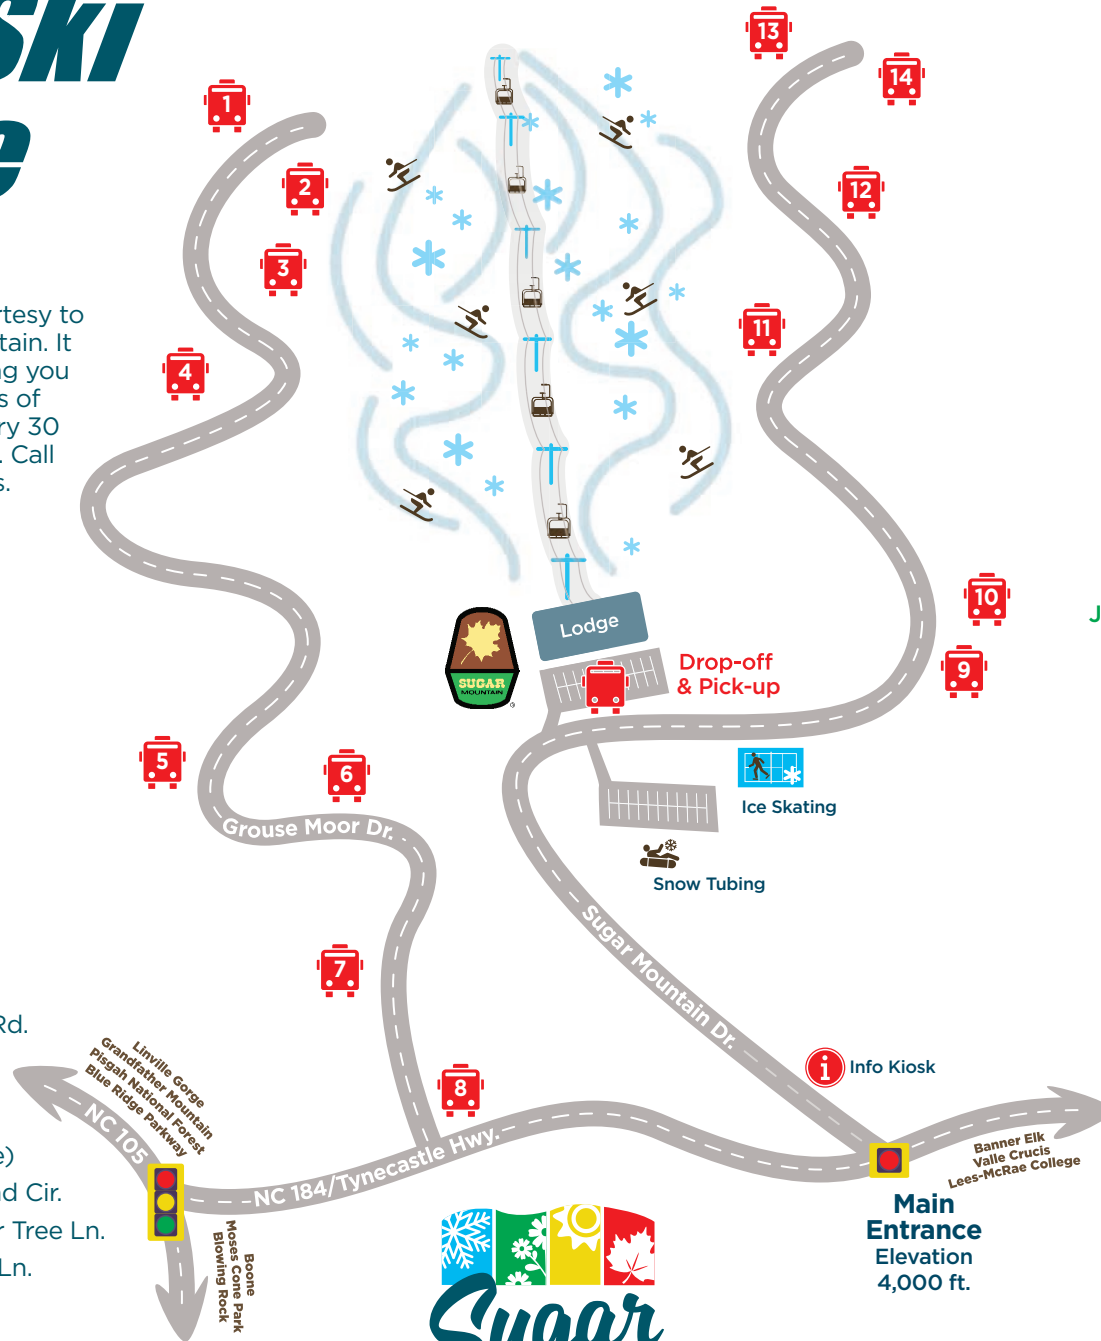 SKI
1
2
3
4
5
6
7
8
9
10
11
12
13
14
rtesy to
tain. It
ng you
s of
ry 30
. Call
s.
Lodge
SUGAR
MOUNTAIN
®
Drop-off
& Pick-up
Ice Skating
Snow Tubing
Grouse Moor Dr.
Sugar Mountain Dr.
i
Info Kiosk
J
Rd.
e)
nd Cir.
r Tree Ln.
Ln.
Linville Gorge
Grandfather Mountain
Pisgah National Forest
Blue Ridge Parkway
NC 105
NC 184/Tynecastle Hwy.
Boone
Moses Cone Park
Blowing Rock
Banner Elk
Valle Crucis
Lees-McRae College
Main
Entrance
Elevation
4,000 ft.
Sugar